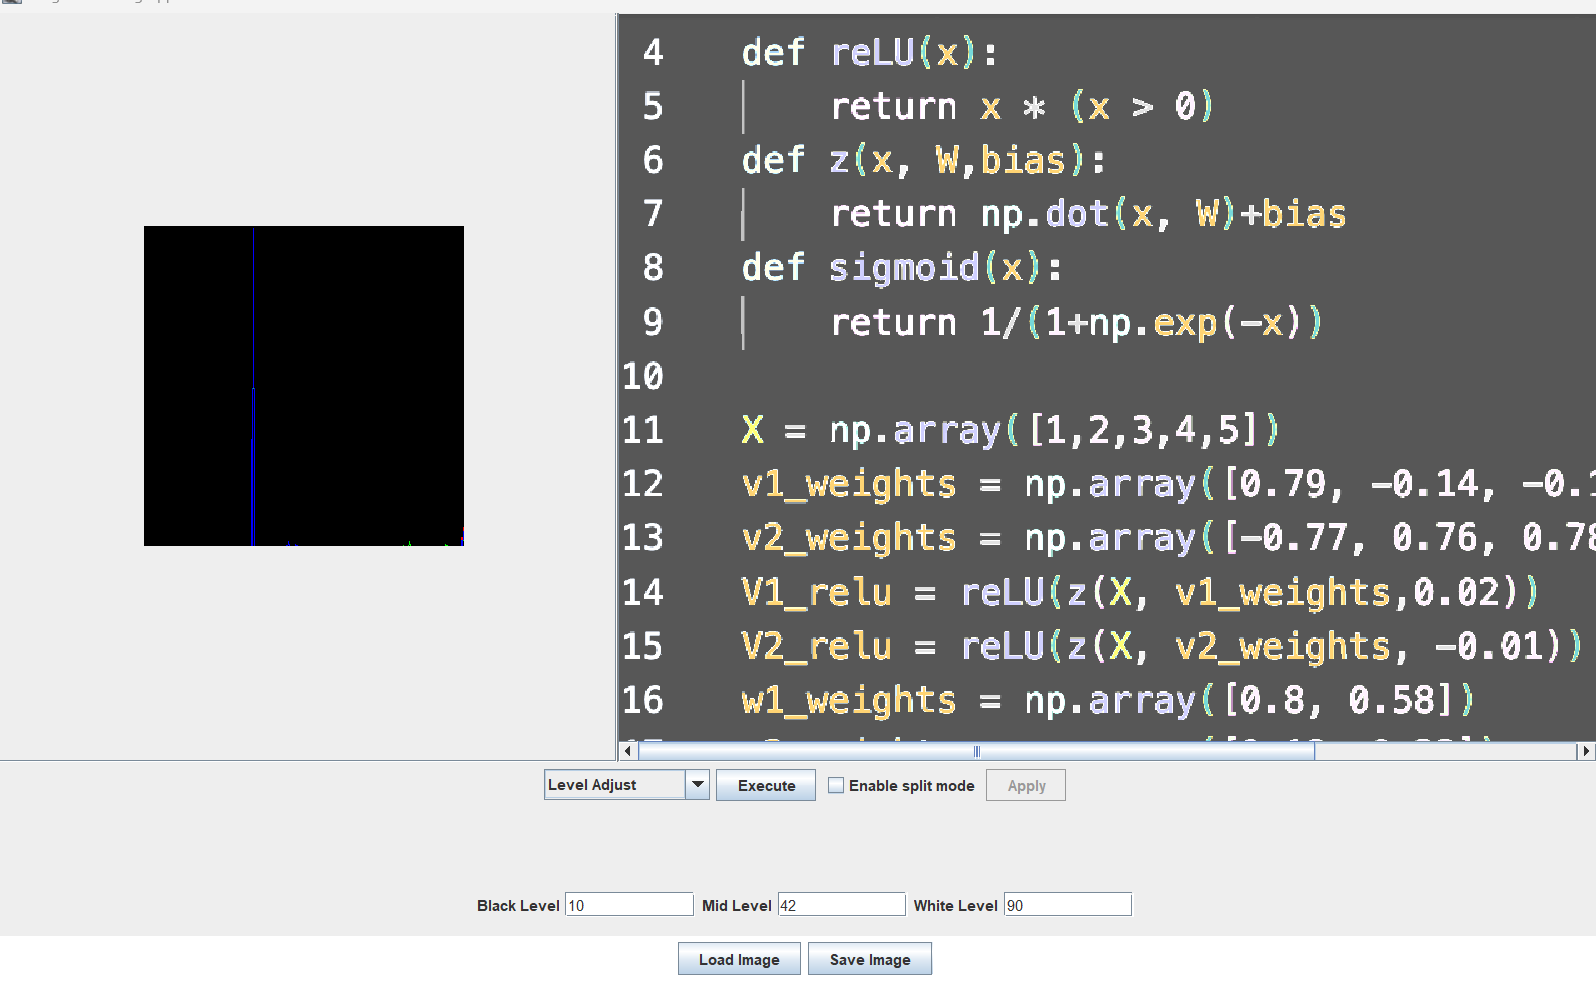 4 def reLU(x):
5 return x * (x > 0)
6 def z(x, W,bias):
7 return np.dot(x, W)+bias
8 def sigmoid(x):
9 return 1/(1+np.exp(-x))
10
11 X = np.array([1,2,3,4,5])
12 v1_weights = np.array([0.79, -0.14, -0.1
13 v2_weights = np.array([-0.77, 0.76, 0.78
14 V1_relu = reLU(z(X, v1_weights,0.02))
15 V2_relu = reLU(z(X, v2_weights, -0.01))
16 w1_weights = np.array([0.8, 0.58])
Level Adjust Execute Enable split mode Apply
Black Level 10 Mid Level 42 White Level 90
Load Image Save Image